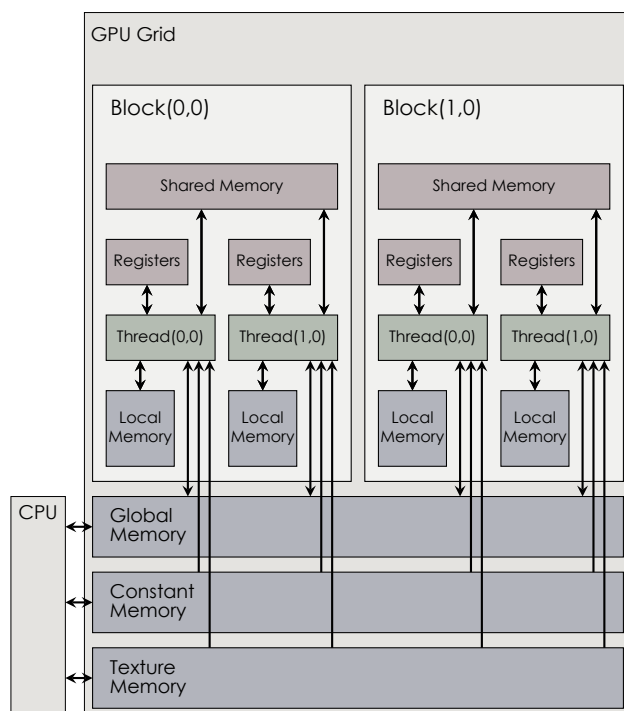 GPU Grid
Block(0,0)
Block(1,0)
Shared Memory
Shared Memory
Registers
Registers
Registers
Registers
Thread(0,0)
Thread(1,0)
Thread(0,0)
Thread(1,0)
Local
Memory
Local
Memory
Local
Memory
Local
Memory
CPU
Global
Memory
Constant
Memory
Texture
Memory